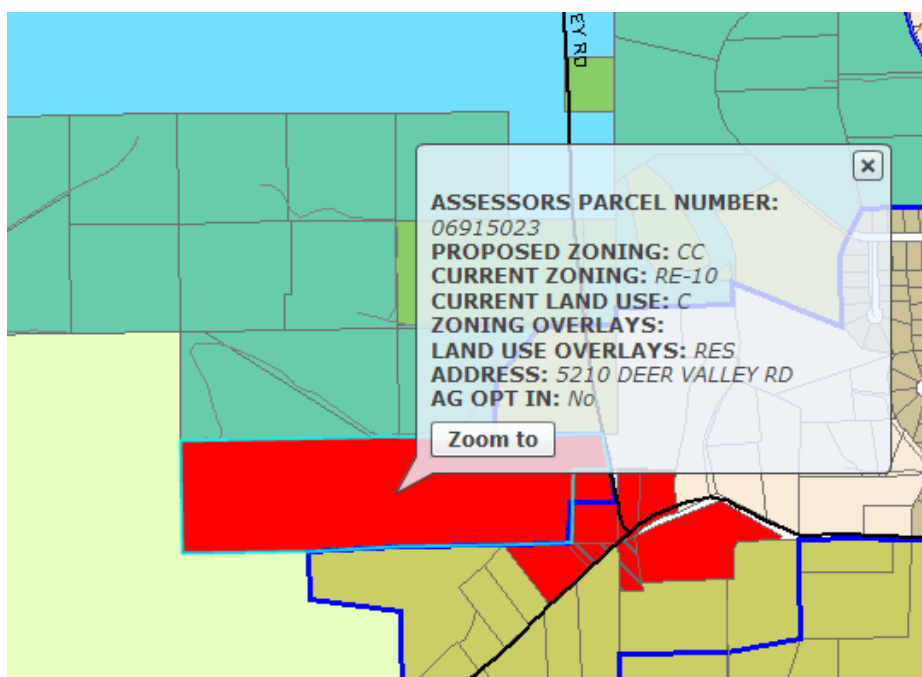 EY RD
ASSESSORS PARCEL NUMBER:
06915023
PROPOSED ZONING: CC
CURRENT ZONING: RE-10
CURRENT LAND USE: C
ZONING OVERLAYS:
LAND USE OVERLAYS: RES
ADDRESS: 5210 DEER VALLEY RD
AG OPT IN: No
Zoom to